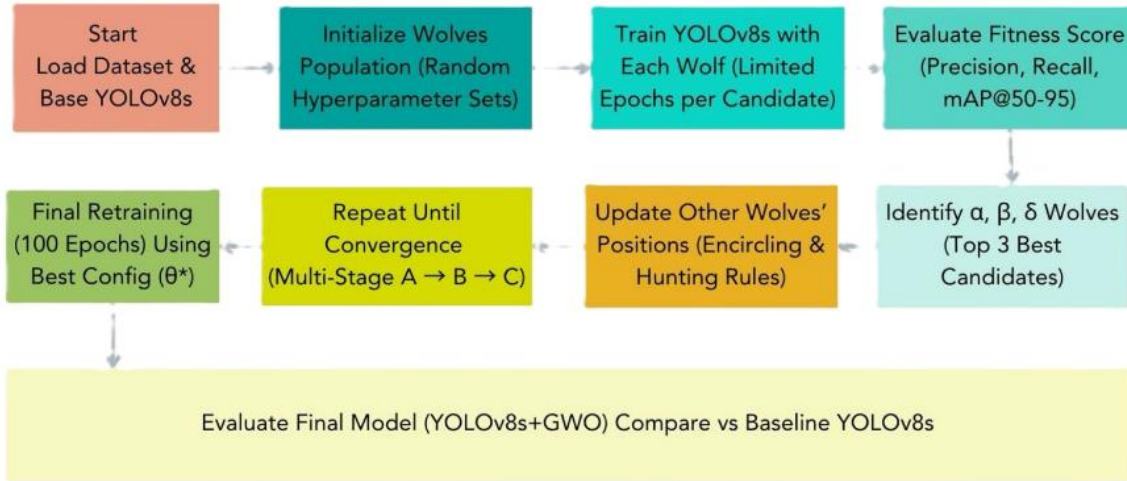 Start
Load Dataset &
Base YOLOv8s
Initialize Wolves
Population (Random
Hyperparameter Sets)
Train YOLOv8s with
Each Wolf (Limited
Epochs per Candidate)
Evaluate Fitness Score
(Precision, Recall,
mAP@50-95)
Identify α, β, δ Wolves
(Top 3 Best
Candidates)
Update Other Wolves'
Positions (Encircling &
Hunting Rules)
Repeat Until
Convergence
(Multi-Stage A → B → C)
Final Retraining
(100 Epochs) Using
Best Config (θ*)
Evaluate Final Model (YOLOv8s+GWO) Compare vs Baseline YOLOv8s